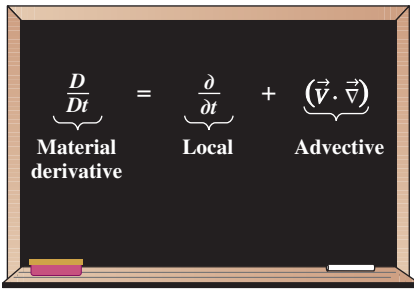 D/Dt = ∂/∂t + (V⃗ · ∇⃗)
Material Local Advective
derivative